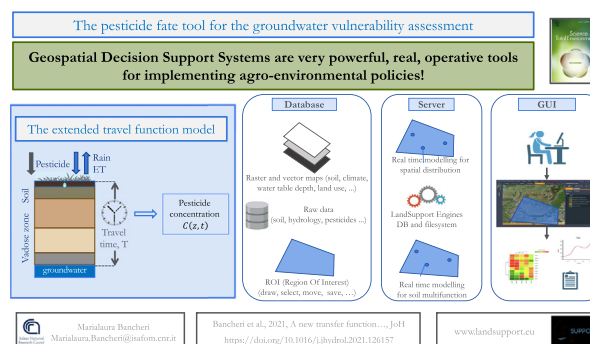 The pesticide fate tool for the groundwater vulnerability assessment
Geospatial Decision Support Systems are very powerful, real, operative tools
for implementing agro-environmental policies!
The extended travel function model
Pesticide
Rain
ET
Soil
Vadose zone
groundwater
Travel
time, T
Pesticide
concentration
C(z,t)
Database
Raster and vector maps (soil, climate,
water table depth, land use, ...)
Raw data
(soil, hydrology, pesticides ...)
ROI (Region Of Interest)
(draw, select, move, save, …)
Server
Real timemodelling for
spatial distribution
LandSupport Engines
DB and filesystem
Real time modelling
for soil multifunction
GUI
Marialaura Bancheri
Marialaura.Bancheri@isafom.cnr.it
Bancheri et al., 2021, A new transfer function…, JoH
https://doi.org/10.1016/j.jhydrol.2021.126157
www.landsupport.eu